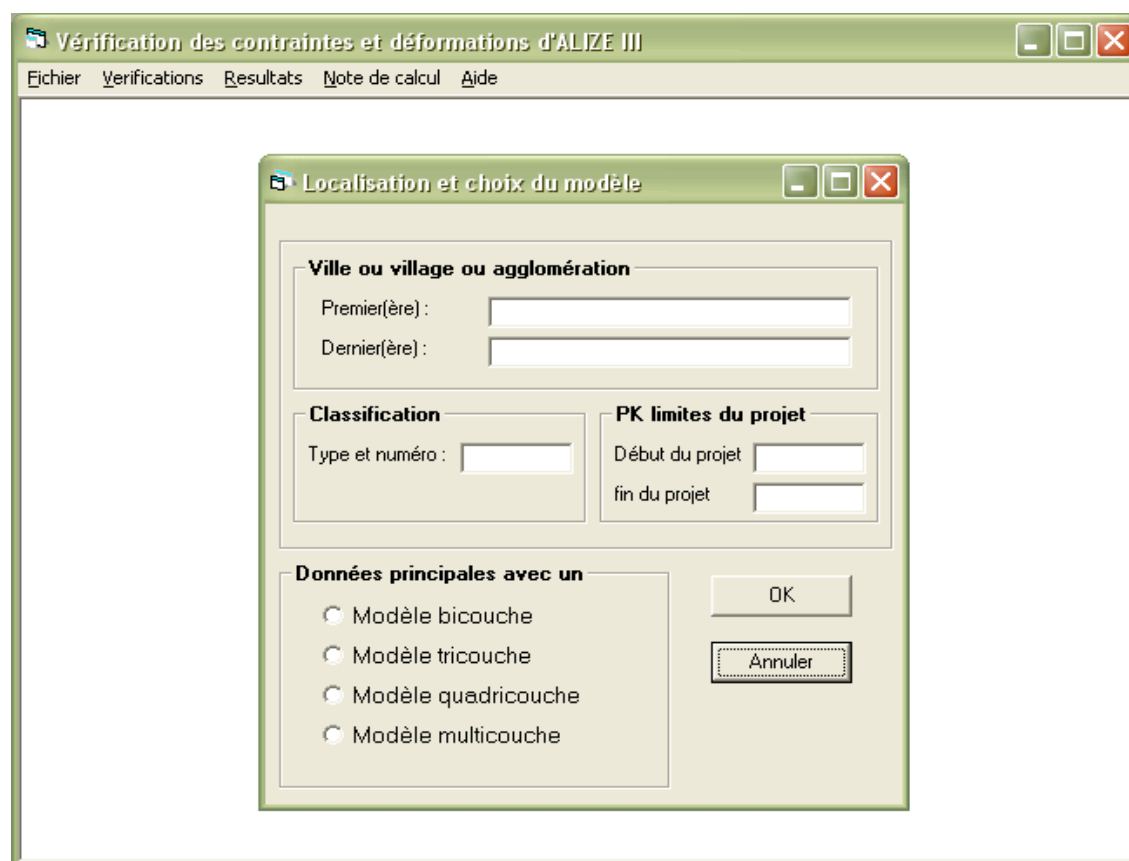 Vérification des contraintes et déformations d'ALIZE III
Fichier Verifications Resultats Note de calcul Aide
Localisation et choix du modèle
Ville ou village ou agglomération
Premier(ère) :
Dernier(ère) :
Classification
Type et numéro :
PK limites du projet
Début du projet
fin du projet
Données principales avec un
Modèle bicouche
Modèle tricouche
Modèle quadricouche
Modèle multicouche
OK
Annuler